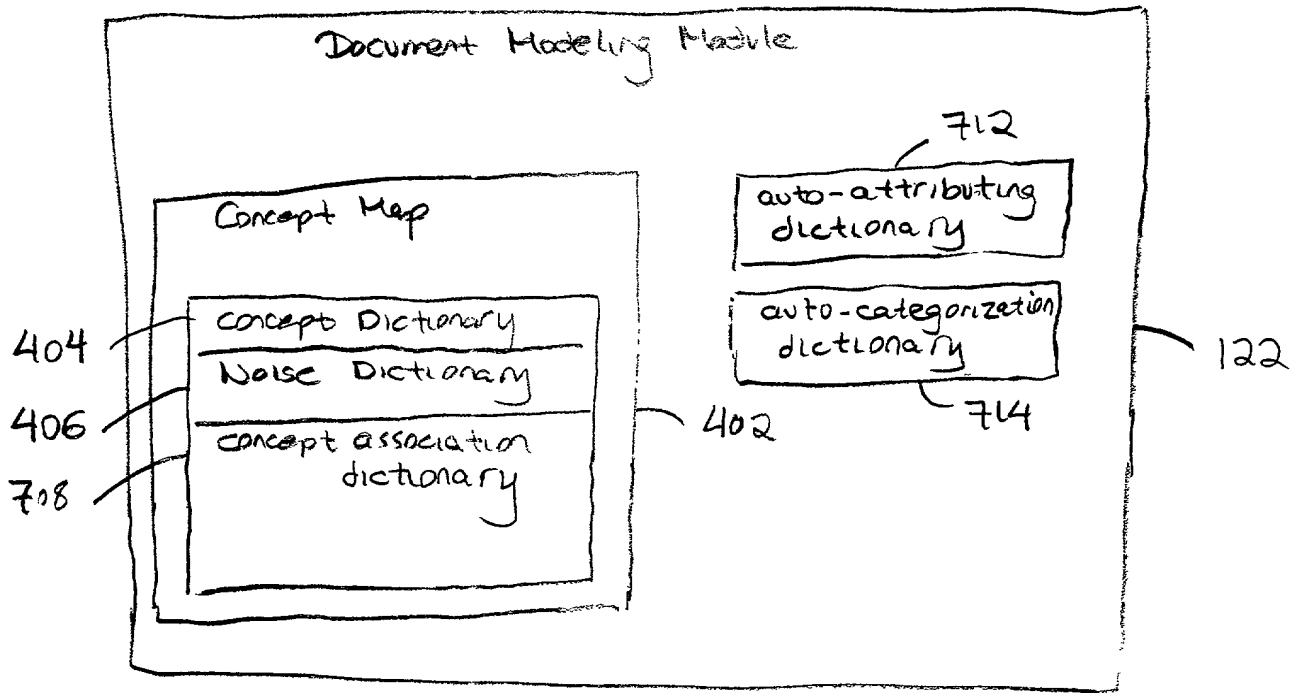 Document Modeling Module
712
auto-attributing
dictionary
Concept Map
auto-categorization
dictionary
404
concept Dictionary
122
Noise Dictionary
714
406
402
concept association
dictionary
708